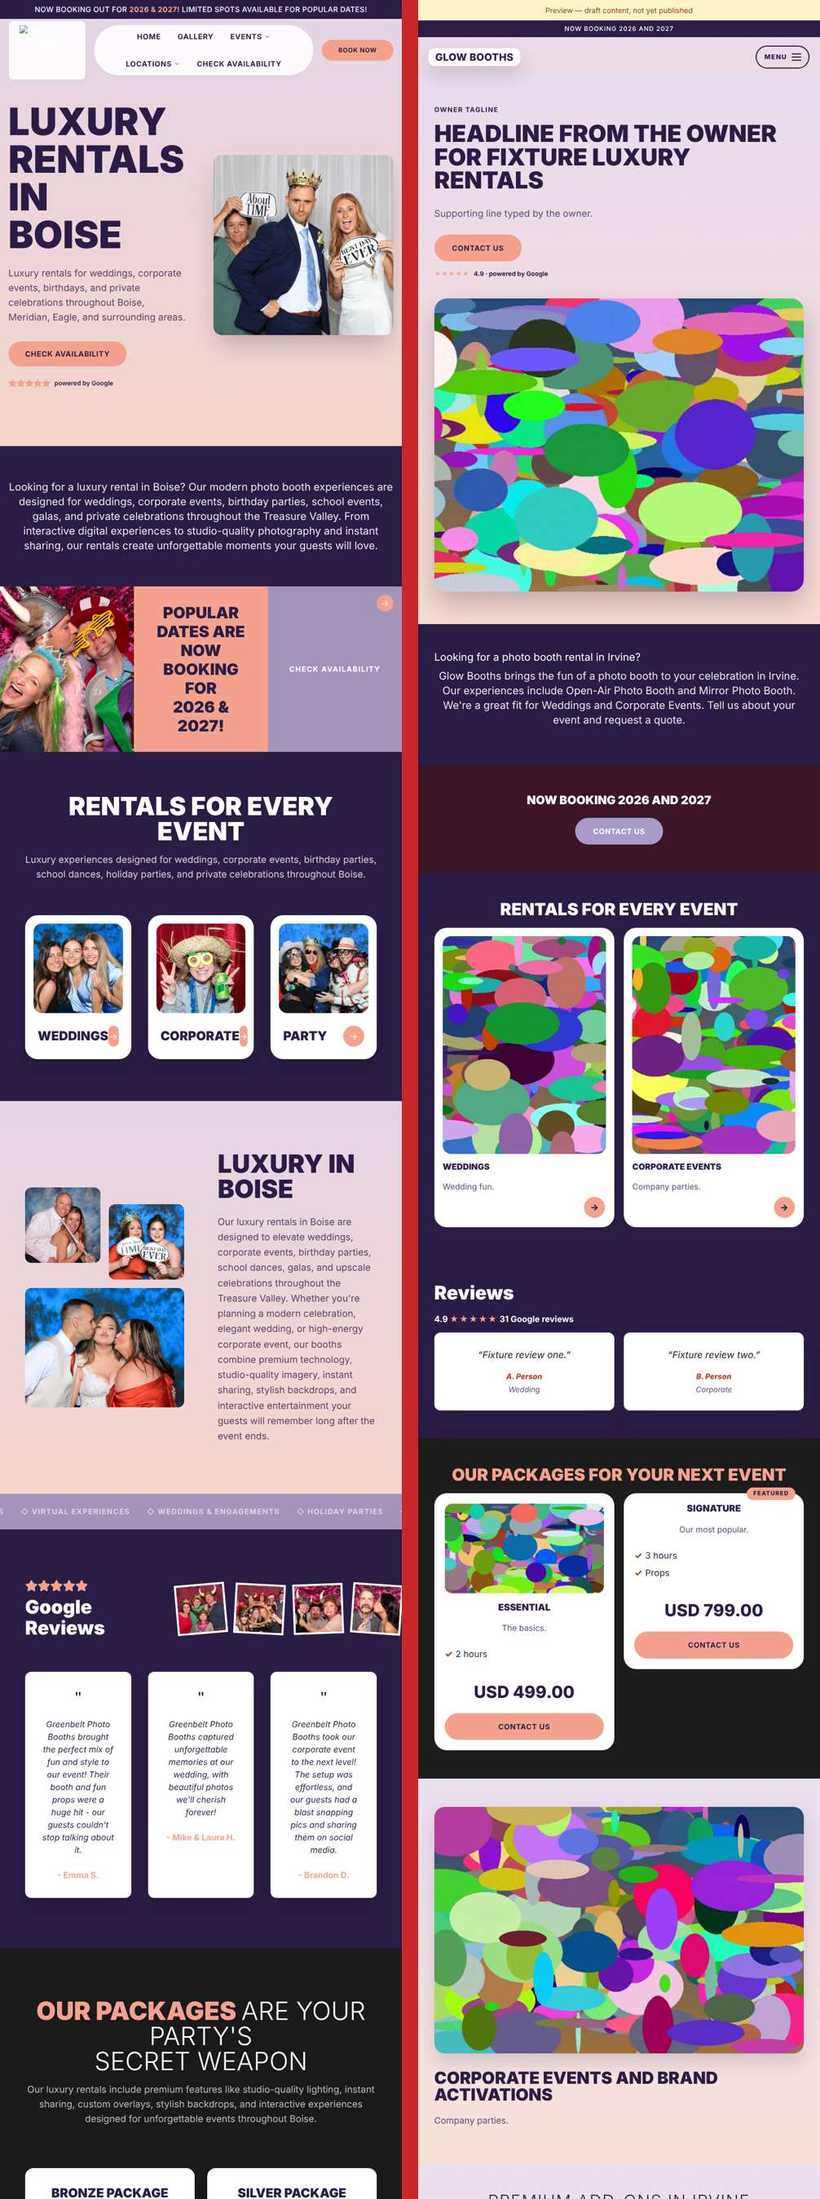 NOW BOOKING OUT FOR 2026 & 2027! LIMITED SPOTS AVAILABLE FOR POPULAR DATES!
HOME GALLERY EVENTS
LOCATIONS CHECK AVAILABILITY
BOOK NOW
LUXURY
RENTALS
IN
BOISE
Luxury rentals for weddings, corporate
events, birthdays, and private
celebrations throughout Boise,
Meridian, Eagle, and surrounding areas.
CHECK AVAILABILITY
powered by Google
About TIME
BEST DAY EVER
Looking for a luxury rental in Boise? Our modern photo booth experiences are
designed for weddings, corporate events, birthday parties, school events,
galas, and private celebrations throughout the Treasure Valley. From
interactive digital experiences to studio-quality photography and instant
sharing, our rentals create unforgettable moments your guests will love.
POPULAR
DATES ARE
NOW
BOOKING
FOR
2026 &
2027!
CHECK AVAILABILITY
RENTALS FOR EVERY
EVENT
Luxury experiences designed for weddings, corporate events, birthday parties,
school dances, holiday parties, and private celebrations throughout Boise.
WEDDINGS
CORPORATE
PARTY
LUXURY IN
BOISE
Our luxury rentals in Boise are
designed to elevate weddings,
corporate events, birthday parties,
school dances, galas, and upscale
celebrations throughout the
Treasure Valley. Whether you're
planning a modern celebration,
elegant wedding, or high-energy
corporate event, our booths
combine premium technology,
studio-quality imagery, instant
sharing, stylish backdrops, and
interactive entertainment your
guests will remember long after the
event ends.
S ◇ VIRTUAL EXPERIENCES ◇ WEDDINGS & ENGAGEMENTS ◇ HOLIDAY PARTIES
Google
Reviews
"
Greenbelt Photo
Booths brought
the perfect mix of
fun and style to
our event! Their
booth and fun
props were a
huge hit - our
guests couldn't
stop talking about
it.
- Emma S.
"
Greenbelt Photo
Booths captured
unforgettable
memories at our
wedding, with
beautiful photos
we'll cherish
forever!
- Mike & Laura H.
"
Greenbelt Photo
Booths took our
corporate event
to the next level!
The setup was
effortless, and
our guests had a
blast snapping
pics and sharing
them on social
media.
- Brandon D.
OUR PACKAGES ARE YOUR
PARTY'S
SECRET WEAPON
Our luxury rentals include premium features like studio-quality lighting, instant
sharing, custom overlays, stylish backdrops, and interactive experiences
designed for unforgettable events throughout Boise.
BRONZE PACKAGE
SILVER PACKAGE
Preview — draft content, not yet published
NOW BOOKING 2026 AND 2027
GLOW BOOTHS
MENU
OWNER TAGLINE
HEADLINE FROM THE OWNER
FOR FIXTURE LUXURY
RENTALS
Supporting line typed by the owner.
CONTACT US
★★★★★ 4.9 · powered by Google
Looking for a photo booth rental in Irvine?
Glow Booths brings the fun of a photo booth to your celebration in Irvine.
Our experiences include Open-Air Photo Booth and Mirror Photo Booth.
We're a great fit for Weddings and Corporate Events. Tell us about your
event and request a quote.
NOW BOOKING 2026 AND 2027
CONTACT US
RENTALS FOR EVERY EVENT
WEDDINGS
Wedding fun.
CORPORATE EVENTS
Company parties.
Reviews
4.9 ★★★★★ 31 Google reviews
“Fixture review one.”
A. Person
Wedding
“Fixture review two.”
B. Person
Corporate
OUR PACKAGES FOR YOUR NEXT EVENT
ESSENTIAL
The basics.
✓ 2 hours
USD 499.00
CONTACT US
FEATURED
SIGNATURE
Our most popular.
✓ 3 hours
✓ Props
USD 799.00
CONTACT US
CORPORATE EVENTS AND BRAND
ACTIVATIONS
Company parties.
PREMIUM ADD-ONS IN IRVINE